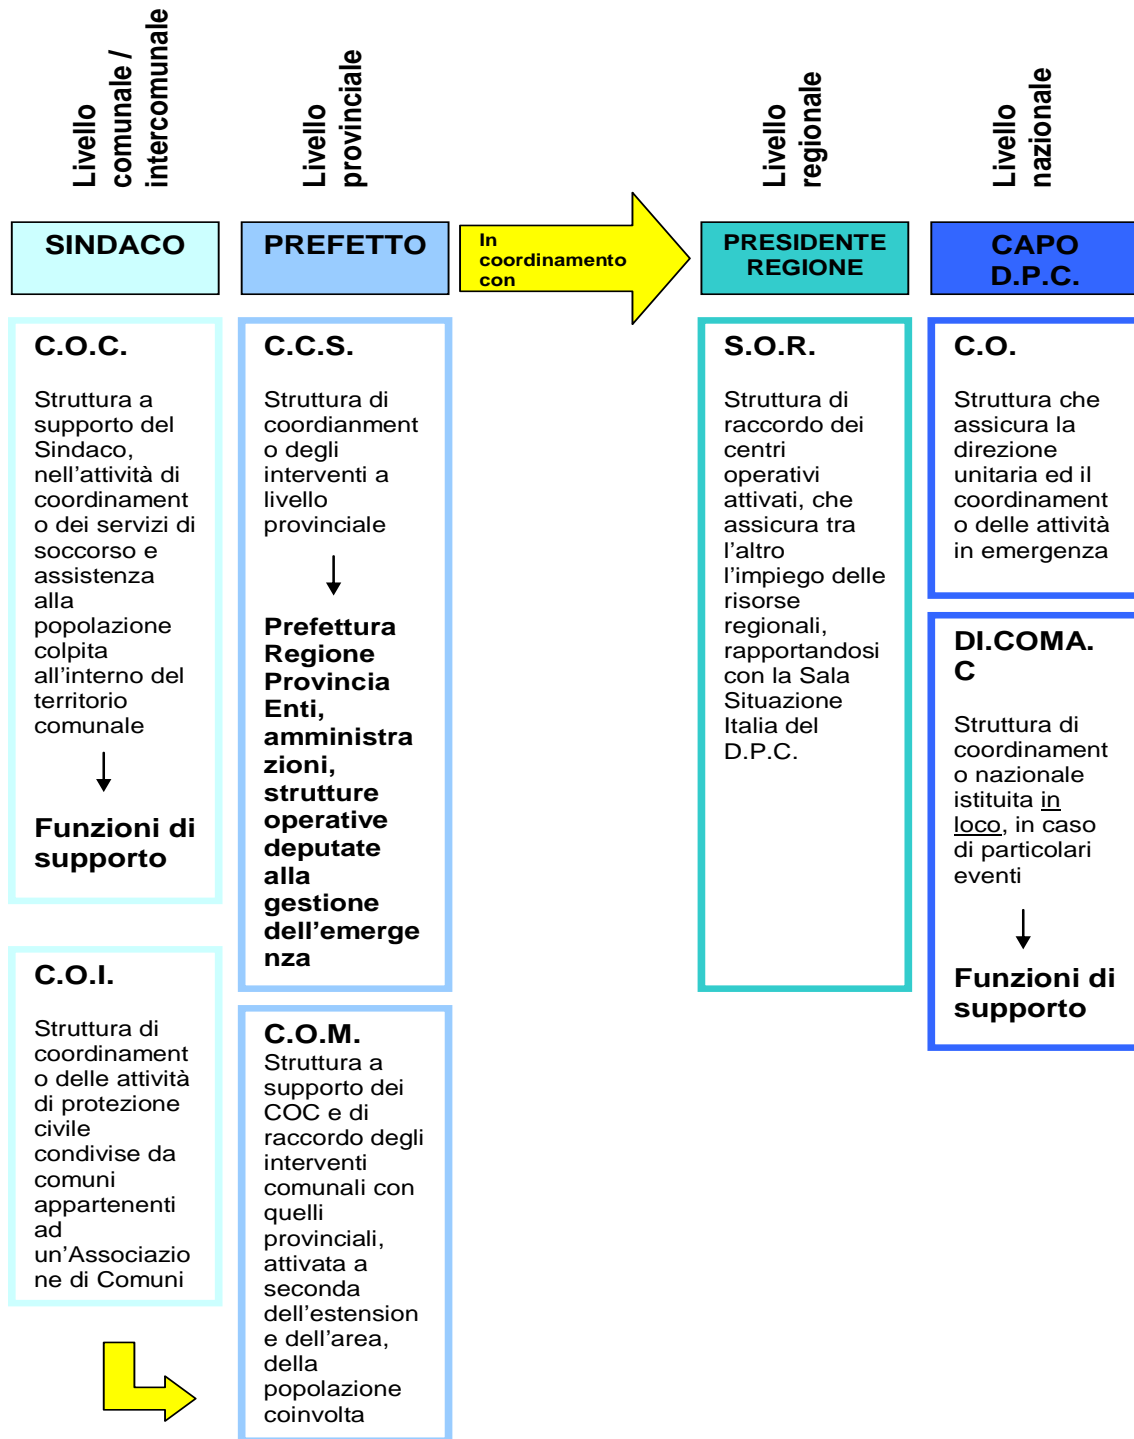 Livello
comunale /
intercomunale
Livello
provinciale
Livello
regionale
Livello
nazionale
SINDACO
PREFETTO
In
coordinamento
con
PRESIDENTE
REGIONE
CAPO
D.P.C.
C.O.C.
Struttura a
supporto del
Sindaco,
nell'attività di
coordinament
o dei servizi di
soccorso e
assistenza
alla
popolazione
colpita
all'interno del
territorio
comunale
Funzioni di
supporto
C.O.I.
Struttura di
coordinament
o delle attività
di protezione
civile
condivise da
comuni
appartenenti
ad
un'Associazio
ne di Comuni
C.C.S.
Struttura di
coordianment
o degli
interventi a
livello
provinciale
Prefettura
Regione
Provincia
Enti,
amministra
zioni,
strutture
operative
deputate
alla
gestione
dell'emerge
nza
C.O.M.
Struttura a
supporto dei
COC e di
raccordo degli
interventi
comunali con
quelli
provinciali,
attivata a
seconda
dell'estension
e dell'area,
della
popolazione
coinvolta
S.O.R.
Struttura di
raccordo dei
centri
operativi
attivati, che
assicura tra
l'altro
l'impiego delle
risorse
regionali,
rapportandosi
con la Sala
Situazione
Italia del
D.P.C.
C.O.
Struttura che
assicura la
direzione
unitaria ed il
coordinament
o delle attività
in emergenza
DI.COMA.
C
Struttura di
coordinament
o nazionale
istituita in
loco, in caso
di particolari
eventi
Funzioni di
supporto